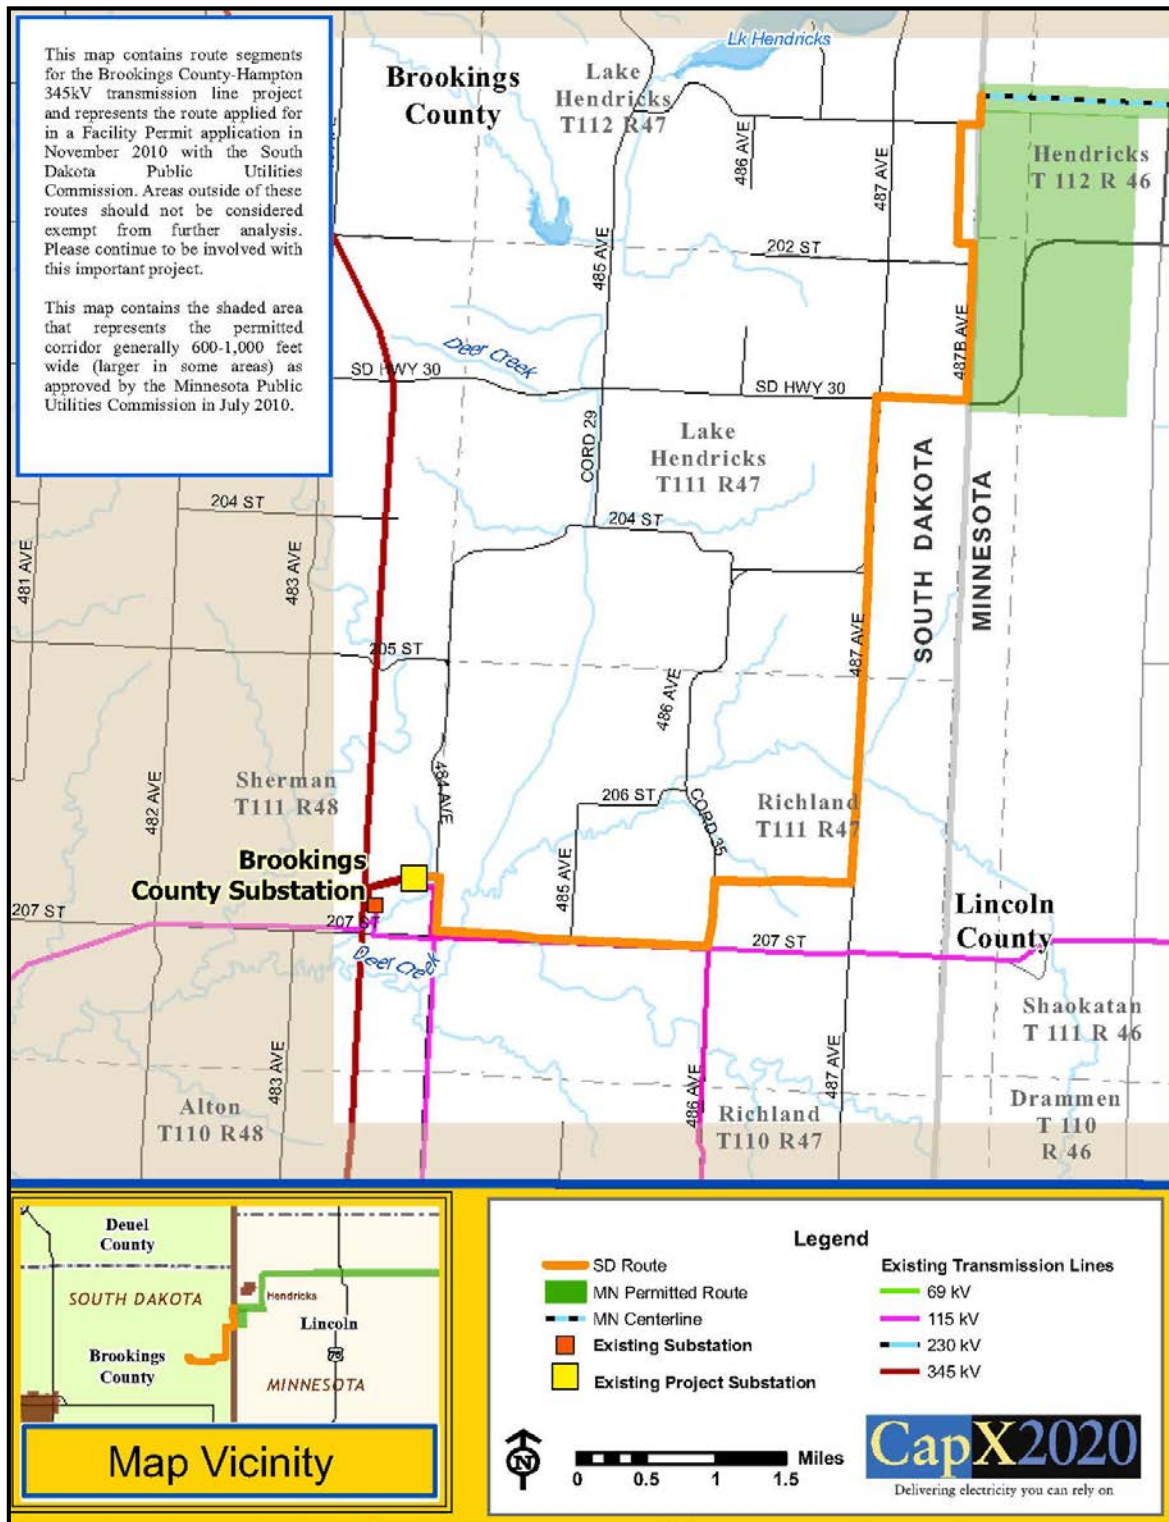 This map contains route segments
for the Brookings County-Hampton
345kV transmission line project
and represents the route applied for
in a Facility Permit application in
November 2010 with the South
Dakota Public Utilities
Commission. Areas outside of these
routes should not be considered
exempt from further analysis.
Please continue to be involved with
this important project.
This map contains the shaded area
that represents the permitted
corridor generally 600-1,000 feet
wide (larger in some areas) as
approved by the Minnesota Public
Utilities Commission in July 2010.
Lk Hendricks
Brookings
County
Lake
Hendricks
T112 R47
486 AVE
487 AVE
Hendricks
T 112 R 46
485 AVE
202 ST
487B AVE
Deer Creek
SD HWY 30
SD HWY 30
CORD 29
Lake
Hendricks
T111 R47
SOUTH DAKOTA
MINNESOTA
204 ST
204 ST
481 AVE
483 AVE
205 ST
487 AVE
486 AVE
Sherman
T111 R48
482 AVE
484 AVE
206 ST
CORD 35
Richland
T111 R47
Brookings
County Substation
485 AVE
207 ST
207 ST
207 ST
Lincoln
County
Deer Creek
Shaokatan
T 111 R 46
483 AVE
486 AVE
487 AVE
Alton
T110 R48
Richland
T110 R47
Drammen
T 110
R 46
Deuel
County
SOUTH DAKOTA
Hendricks
Lincoln
Brookings
County
75
MINNESOTA
Map Vicinity
Legend
SD Route
MN Permitted Route
MN Centerline
Existing Substation
Existing Project Substation
Existing Transmission Lines
69 kV
115 kV
230 kV
345 kV
N
Miles
0 0.5 1 1.5
CapX2020
Delivering electricity you can rely on